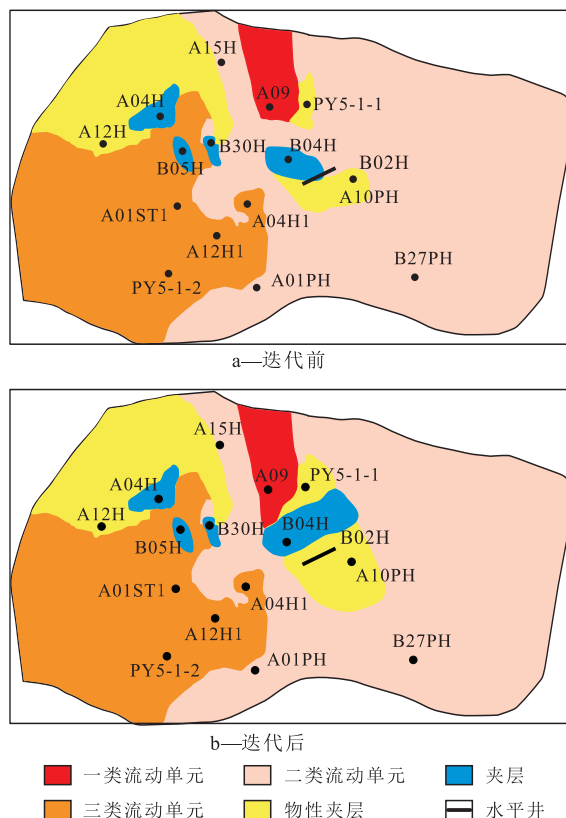 A15H
A04H
A09
PY5-1-1
A12H
B30H
B04H
B05H
B02H
A01ST1
A04H1
A10PH
A12H1
PY5-1-2
A01PH
B27PH
a—迭代前
A15H
A04H
A09
PY5-1-1
A12H
B30H
B04H
B05H
B02H
A01ST1
A04H1
A10PH
A12H1
PY5-1-2
A01PH
B27PH
b—迭代后
一类流动单元 二类流动单元 夹层
三类流动单元 物性夹层 水平井